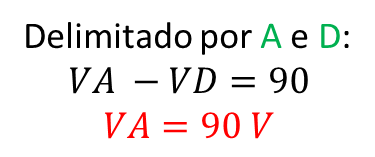 Delimitado por A e D:
VA − VD = 90
VA = 90 V